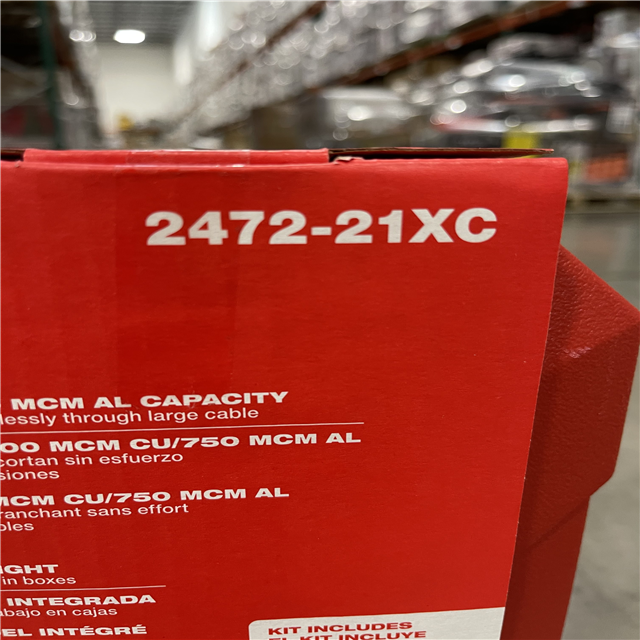 2472-21XC
MCM AL CAPACITY
lessly through large cable
00 MCM CU/750 MCM AL
cortan sin esfuerzo
siones
MCM CU/750 MCM AL
ranchant sans effort
bles
IGHT
in boxes
INTEGRADA
abajo en cajas
DEL INTÉGRÉ
KIT INCLUDES
EL KIT INCLUYE